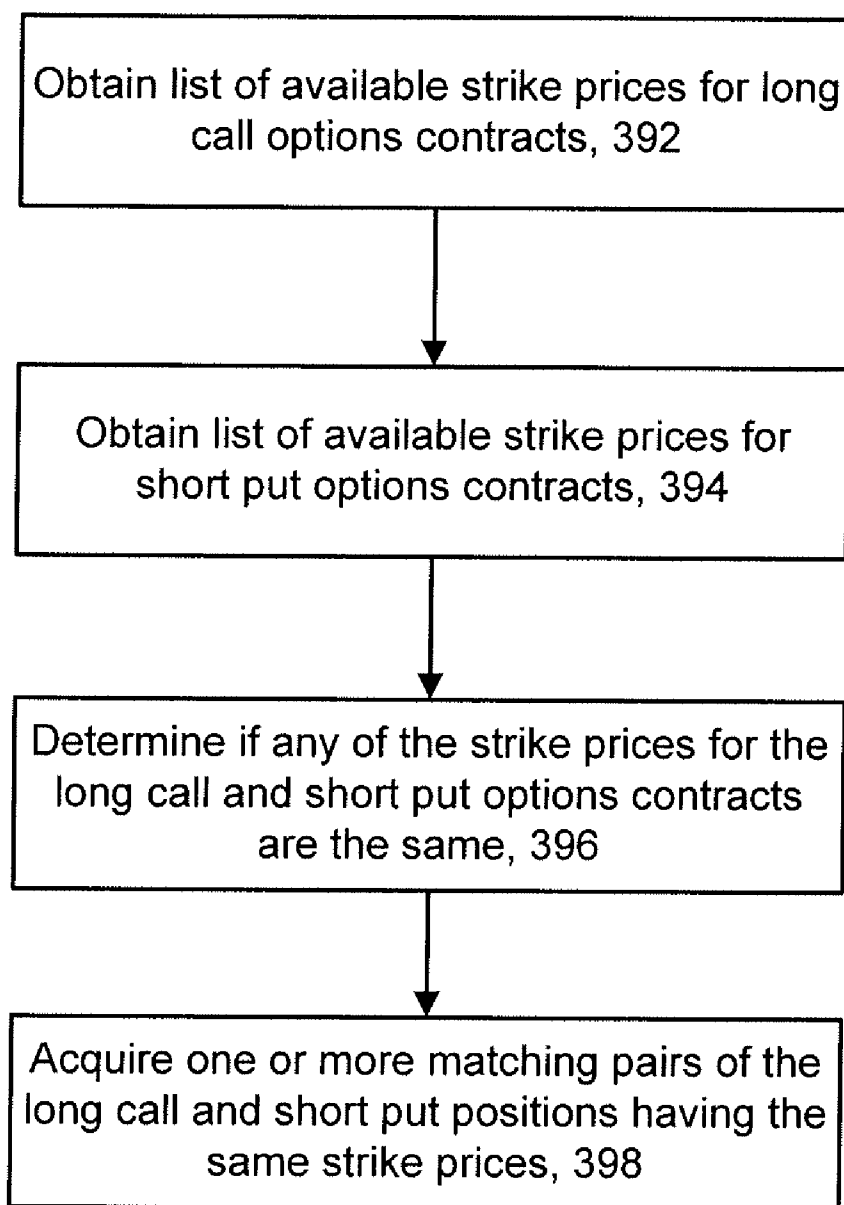 Obtain list of available strike prices for long
call options contracts, 392
Obtain list of available strike prices for
short put options contracts, 394
Determine if any of the strike prices for the
long call and short put options contracts
are the same, 396
Acquire one or more matching pairs of the
long call and short put positions having the
same strike prices, 398